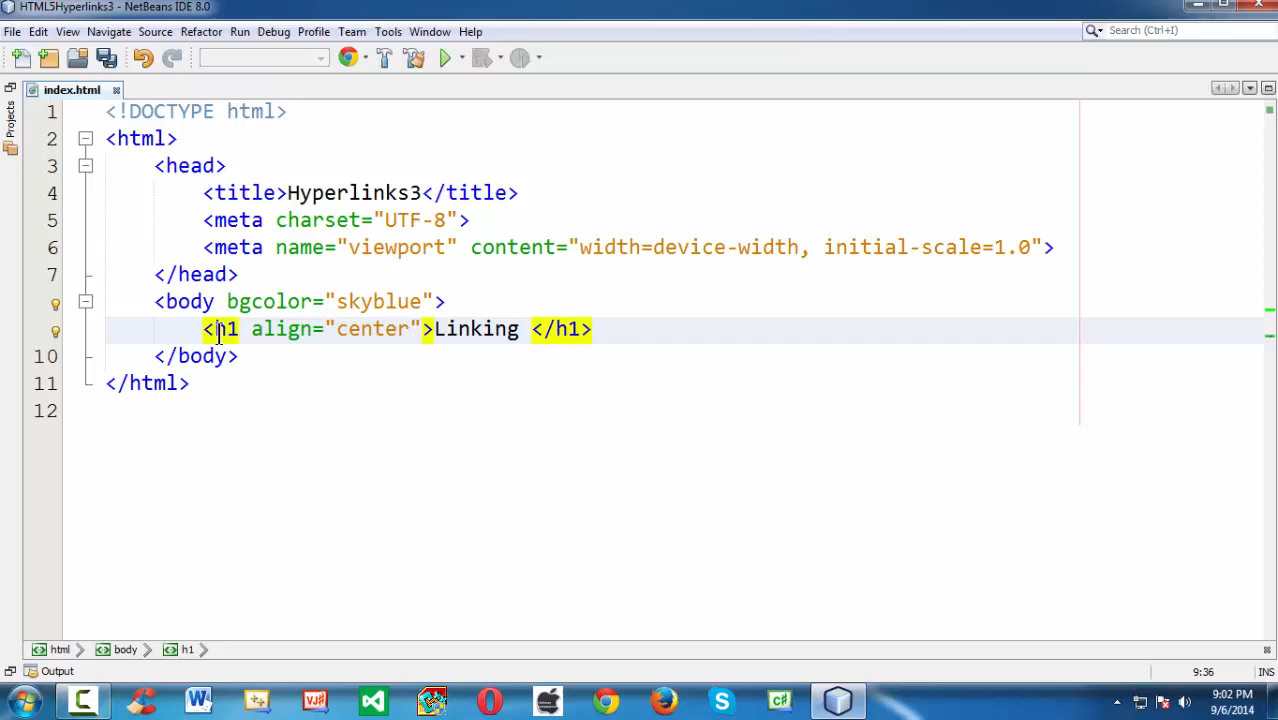 HTML5Hyperlinks3 - NetBeans IDE 8.0
File Edit View Navigate Source Refactor Run Debug Profile Team Tools Window Help
Search (Ctrl+I)
index.html
Projects
1 <!DOCTYPE html>
2 <html>
3 <head>
4 <title>Hyperlinks3</title>
5 <meta charset="UTF-8">
6 <meta name="viewport" content="width=device-width, initial-scale=1.0">
7 </head>
<body bgcolor="skyblue">
<h1 align="center">Linking </h1>
10 </body>
11 </html>
12
html body h1
Output
9:36 INS
9:02 PM
9/6/2014